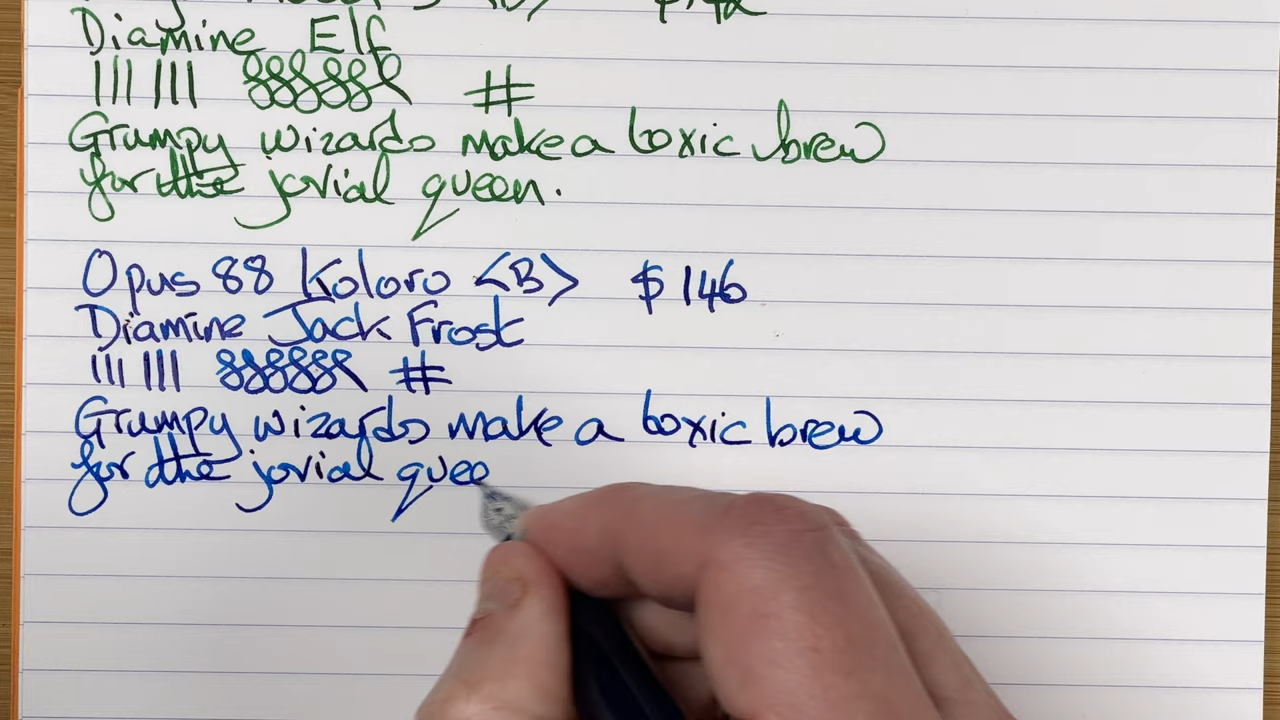 Diamine Elf
||| ||| 888888 #
Grumpy wizards make a toxic brew
for the jovial queen.
Opus 88 Koloro <B> $146
Diamine Jack Frost
||| ||| 888888 #
Grumpy wizards make a toxic brew
for the jovial quee